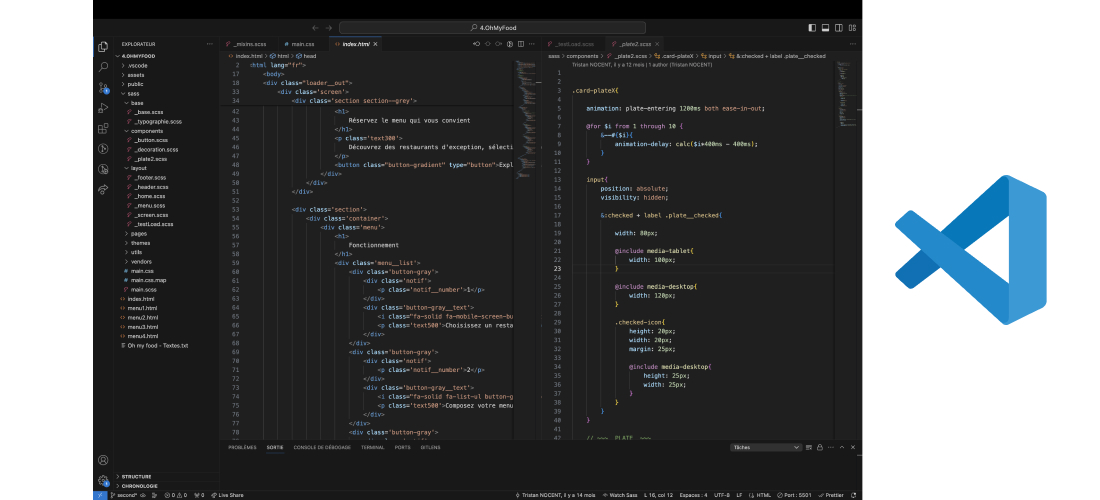 4.OhMyFood
EXPLORATEUR
4.OHMYFOOD
.vscode
assets
public
sass
base
_base.scss
_typographie.scss
components
_button.scss
_decoration.scss
_plate2.scss
layout
_footer.scss
_header.scss
_home.scss
_menu.scss
_screen.scss
_testLoad.scss
pages
themes
utils
vendors
main.css
main.css.map
main.scss
index.html
menu1.html
menu2.html
menu3.html
menu4.html
Oh my food - Textes.txt
STRUCTURE
CHRONOLOGIE
_mixins.scss main.css index.html
index.html > html > head
2 <html lang="fr">
17 <body>
18 <div class="loader__out">
33 <div class='screen'>
34 <div class='section section--grey'>
42 <h1>
43 Réservez le menu qui vous convient
44 </h1>
45 <p class='text300'>
46 Découvrez des restaurants d'exception, sélecti
47 </p>
48 <button class="button-gradient" type="button">Expl
49 </div>
50 </div>
51 </div>
52
53 <div class='section'>
54 <div class='container'>
55 <div class='menu'>
56 <h1>
57 Fonctionnement
58 </h1>
59 <div class='menu__list'>
60 <div class='button-gray'>
61 <div class='notif'>
62 <p class='notif__number'>1</p>
63 </div>
64 <div class='button-gray__text'>
65 <i class="fa-solid fa-mobile-screen-bu
66 <p class='text500'>Choisissez un resta
67 </div>
68 </div>
69 <div class='button-gray'>
70 <div class='notif'>
71 <p class='notif__number'>2</p>
72 </div>
73 <div class='button-gray__text'>
74 <i class="fa-solid fa-list-ul button-g
75 <p class='text500'>Composez votre menu
76 </div>
77 </div>
78 <div class='button-gray'>
_testLoad.scss _plate2.scss
sass > components > _plate2.scss > .card-plateX > input > &:checked + label .plate__checked
Tristan NOCENT, il y a 12 mois | 1 author (Tristan NOCENT)
1
2
3 .card-plateX{
4
5 animation: plate-entering 1200ms both ease-in-out;
6
7 @for $i from 1 through 10 {
8 &--#{$i}{
9 animation-delay: calc($i*400ms - 400ms);
10 }
11 }
12
13 input{
14 position: absolute;
15 visibility: hidden;
16
17 &:checked + label .plate__checked{
18
19 width: 80px;
20
21 @include media-tablet{
22 width: 100px;
23 }
24
25 @include media-desktop{
26 width: 120px;
27 }
28
29 .checked-icon{
30 height: 20px;
31 width: 20px;
32 margin: 25px;
33
34 @include media-desktop{
35 height: 25px;
36 width: 25px;
37 }
38 }
39 }
40 }
41
42 // ~~~ PLATE ~~~
PROBLÈMES SORTIE CONSOLE DE DÉBOGAGE TERMINAL PORTS GITLENS
Tâches
second* 0 0 0 Live Share
Tristan NOCENT, il y a 14 mois Watch Sass L 16, col 12 Espaces : 4 UTF-8 LF HTML Port : 5501 Prettier